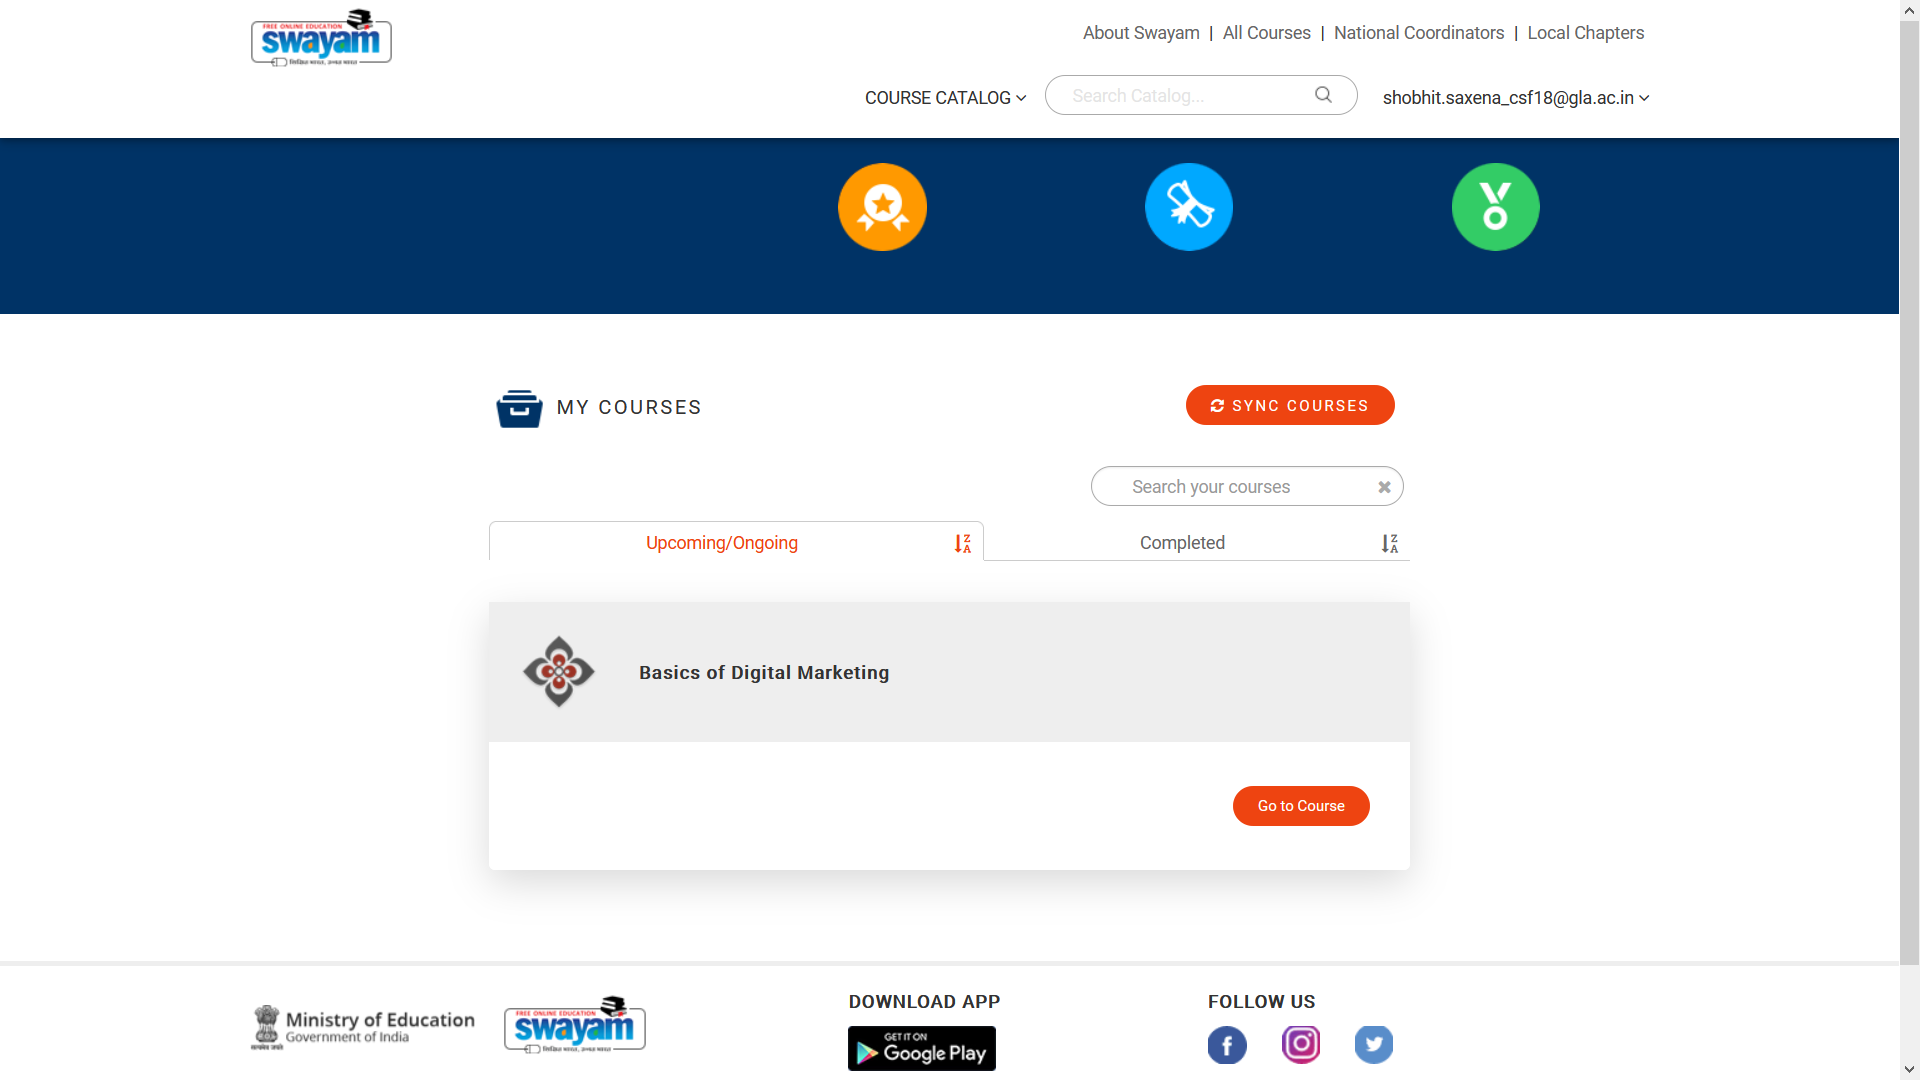 FREE ONLINE EDUCATION
swayam
About Swayam | All Courses | National Coordinators | Local Chapters
COURSE CATALOG
Search Catalog...
shobhit.saxena_csf18@gla.ac.in
MY COURSES
SYNC COURSES
Search your courses
Upcoming/Ongoing
Completed
Basics of Digital Marketing
Go to Course
Ministry of Education
Government of India
FREE ONLINE EDUCATION
swayam
DOWNLOAD APP
GET IT ON
Google Play
FOLLOW US